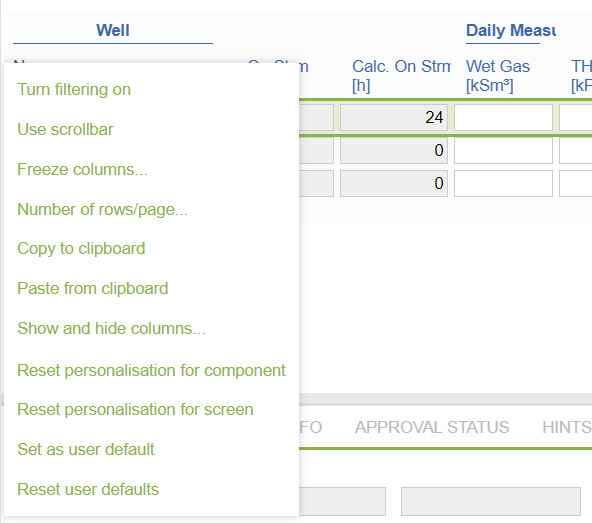 Well
Daily Measu
On Strm
Calc. On Strm
[h]
Wet Gas
[kSm³]
TH
[kP
24
0
0
Turn filtering on
Use scrollbar
Freeze columns...
Number of rows/page...
Copy to clipboard
Paste from clipboard
Show and hide columns...
Reset personalisation for component
Reset personalisation for screen
Set as user default
Reset user defaults
FO
APPROVAL STATUS
HINTS